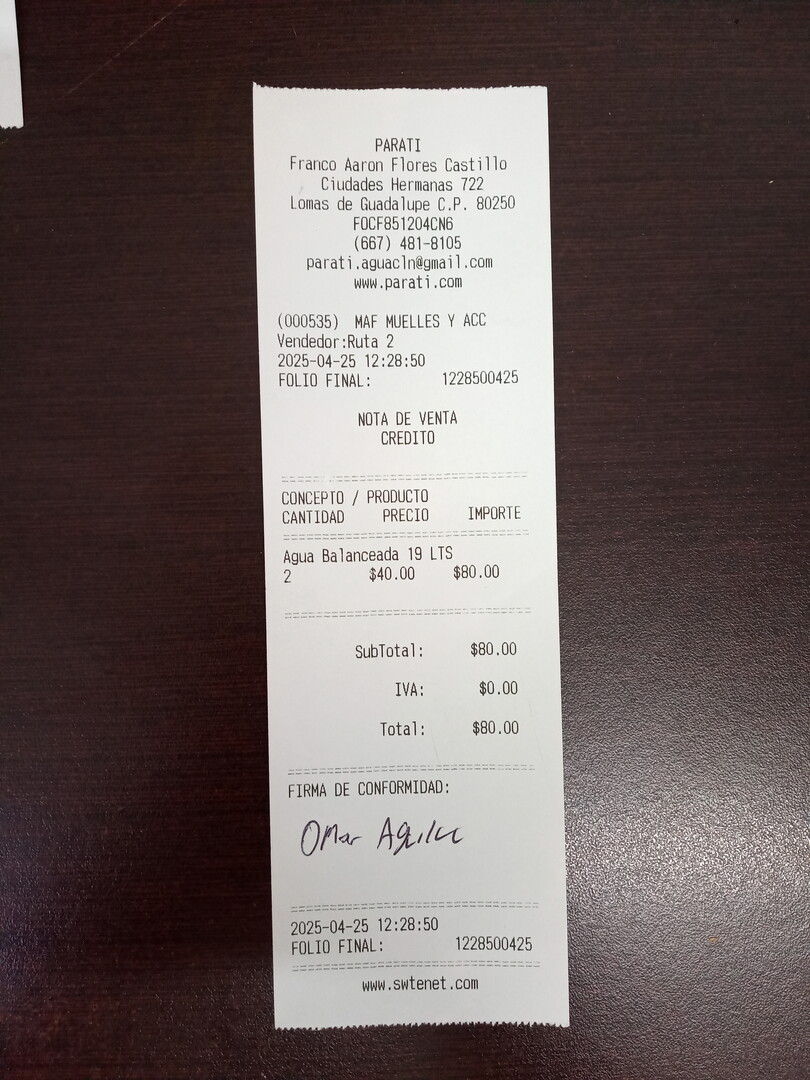 PARATI
Franco Aaron Flores Castillo
Ciudades Hermanas 722
Lomas de Guadalupe C.P. 80250
FOCF851204CN6
(667) 481-8105
parati.aguacln@gmail.com
www.parati.com
(000535) MAF MUELLES Y ACC
Vendedor:Ruta 2
2025-04-25 12:28:50
FOLIO FINAL: 1228500425
NOTA DE VENTA
CREDITO
CONCEPTO / PRODUCTO
CANTIDAD PRECIO IMPORTE
Agua Balanceada 19 LTS
2 $40.00 $80.00
SubTotal: $80.00
IVA: $0.00
Total: $80.00
FIRMA DE CONFORMIDAD:
Omar Aguilar
2025-04-25 12:28:50
FOLIO FINAL: 1228500425
www.swtenet.com